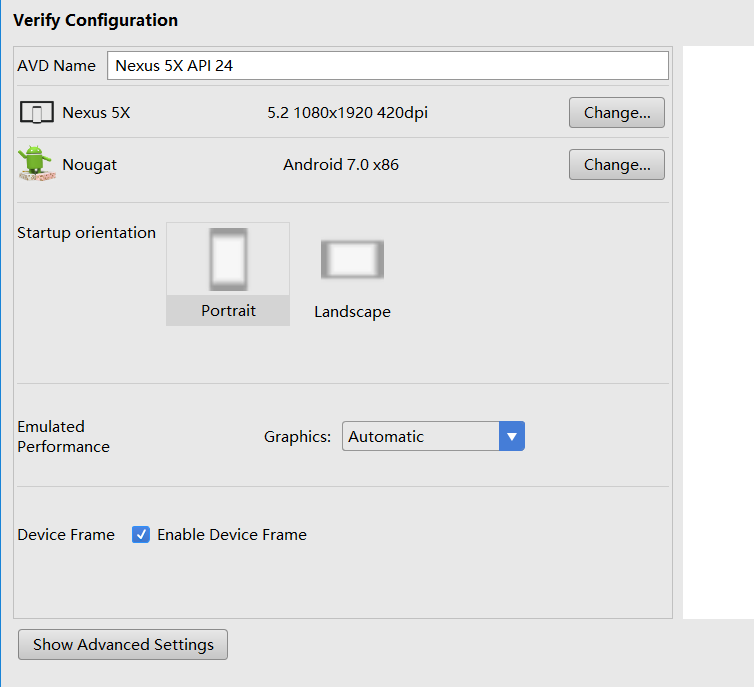 Verify Configuration
AVD Name Nexus 5X API 24
Nexus 5X 5.2 1080x1920 420dpi Change...
Nougat Android 7.0 x86 Change...
Startup orientation
Portrait Landscape
Emulated
Performance
Graphics: Automatic
Device Frame Enable Device Frame
Show Advanced Settings